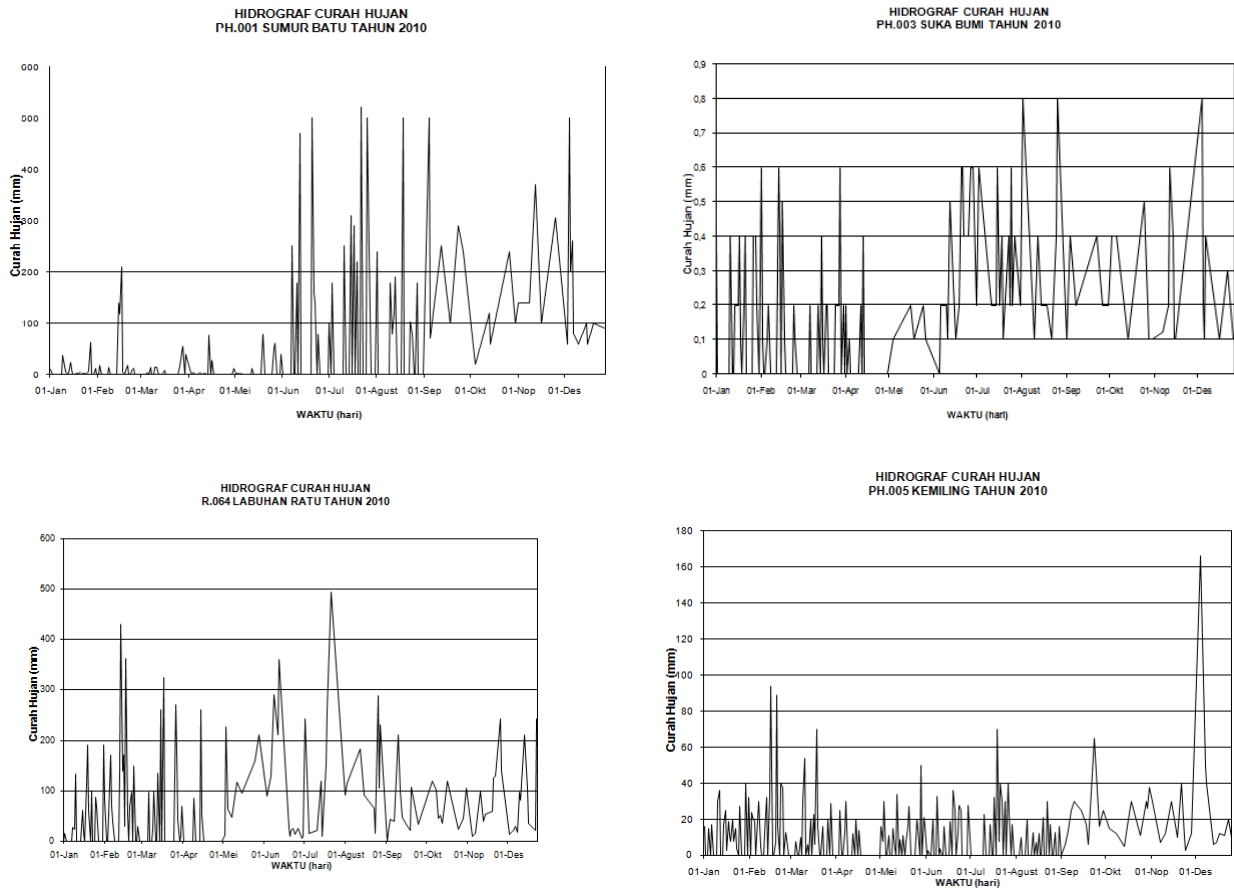 HIDROGRAF CURAH HUJAN
PH.001 SUMUR BATU TAHUN 2010
600
500
400
300
200
100
0
Curah Hujan (mm)
01-Jan 01-Feb 01-Mar 01-Apr 01-Mei 01-Jun 01-Jul 01-Agust 01-Sep 01-Okt 01-Nop 01-Des
WAKTU (hari)
HIDROGRAF CURAH HUJAN
PH.003 SUKA BUMI TAHUN 2010
0,9
0,8
0,7
0,6
0,5
0,4
0,3
0,2
0,1
0
Curah Hujan (mm)
01-Jan 01-Feb 01-Mar 01-Apr 01-Mei 01-Jun 01-Jul 01-Agust 01-Sep 01-Okt 01-Nop 01-Des
WAKTU (hari)
HIDROGRAF CURAH HUJAN
R.064 LABUHAN RATU TAHUN 2010
600
500
400
300
200
100
0
Curah Hujan (mm)
01-Jan 01-Feb 01-Mar 01-Apr 01-Mei 01-Jun 01-Jul 01-Agust 01-Sep 01-Okt 01-Nop 01-Des
WAKTU (hari)
HIDROGRAF CURAH HUJAN
PH.005 KEMILING TAHUN 2010
180
160
140
120
100
80
60
40
20
0
Curah Hujan (mm)
01-Jan 01-Feb 01-Mar 01-Apr 01-Mei 01-Jun 01-Jul 01-Agust 01-Sep 01-Okt 01-Nop 01-Des
WAKTU (hari)